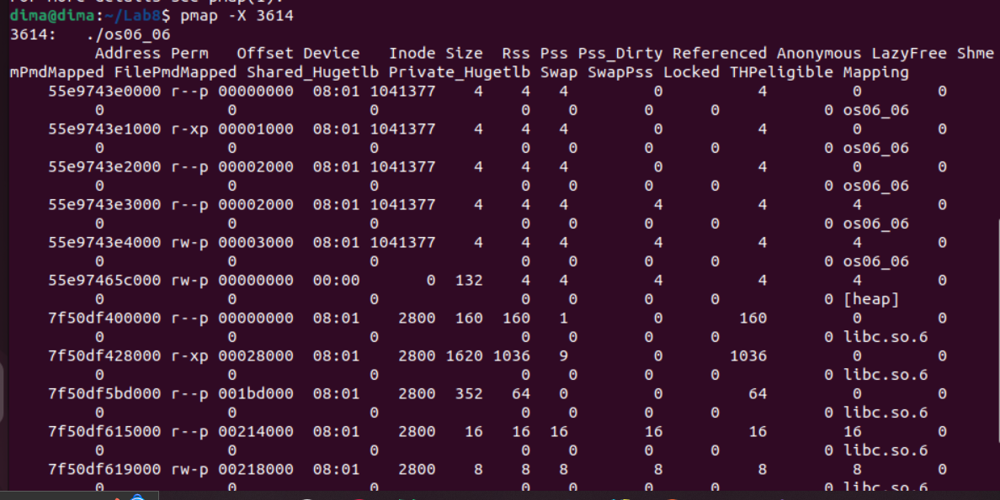 For more details see pmap(1).
dima@dima:~/Lab8$ pmap -X 3614
3614:   ./os06_06
         Address Perm   Offset Device    Inode Size  Rss Pss Pss_Dirty Referenced Anonymous LazyFree Shme
mPmdMapped FilePmdMapped Shared_Hugetlb Private_Hugetlb Swap SwapPss Locked THPeligible Mapping
    55e9743e0000 r--p 00000000  08:01 1041377    4    4   4         0          4         0        0
0 0 0 0 0 0 0 0 os06_06
    55e9743e1000 r-xp 00001000  08:01 1041377    4    4   4         0          4         0        0
0 0 0 0 0 0 0 0 os06_06
    55e9743e2000 r--p 00002000  08:01 1041377    4    4   4         0          4         0        0
0 0 0 0 0 0 0 0 os06_06
    55e9743e3000 r--p 00002000  08:01 1041377    4    4   4         4          4         4        0
0 0 0 0 0 0 0 0 os06_06
    55e9743e4000 rw-p 00003000  08:01 1041377    4    4   4         4          4         4        0
0 0 0 0 0 0 0 0 os06_06
    55e97465c000 rw-p 00000000  00:00       0  132    4   4         4          4         4        0
0 0 0 0 0 0 0 0 [heap]
    7f50df400000 r--p 00000000  08:01    2800  160  160   1         0        160         0        0
0 0 0 0 0 0 0 0 libc.so.6
    7f50df428000 r-xp 00028000  08:01    2800 1620 1036   9         0       1036         0        0
0 0 0 0 0 0 0 0 libc.so.6
    7f50df5bd000 r--p 001bd000  08:01    2800  352   64   0         0         64         0        0
0 0 0 0 0 0 0 0 libc.so.6
    7f50df615000 r--p 00214000  08:01    2800   16   16  16        16         16        16        0
0 0 0 0 0 0 0 0 libc.so.6
    7f50df619000 rw-p 00218000  08:01    2800    8    8   8         8          8         8        0
0 0 0 0 0 0 0 0 libc.so.6